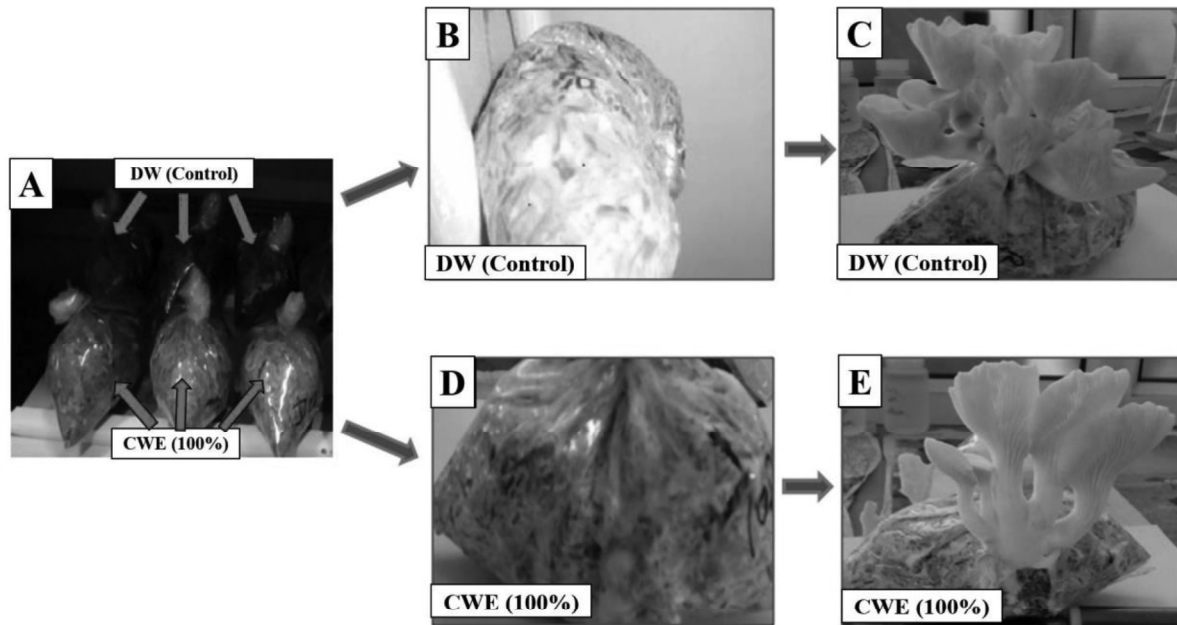 A
DW (Control)
CWE (100%)
B
DW (Control)
C
DW (Control)
D
CWE (100%)
E
CWE (100%)